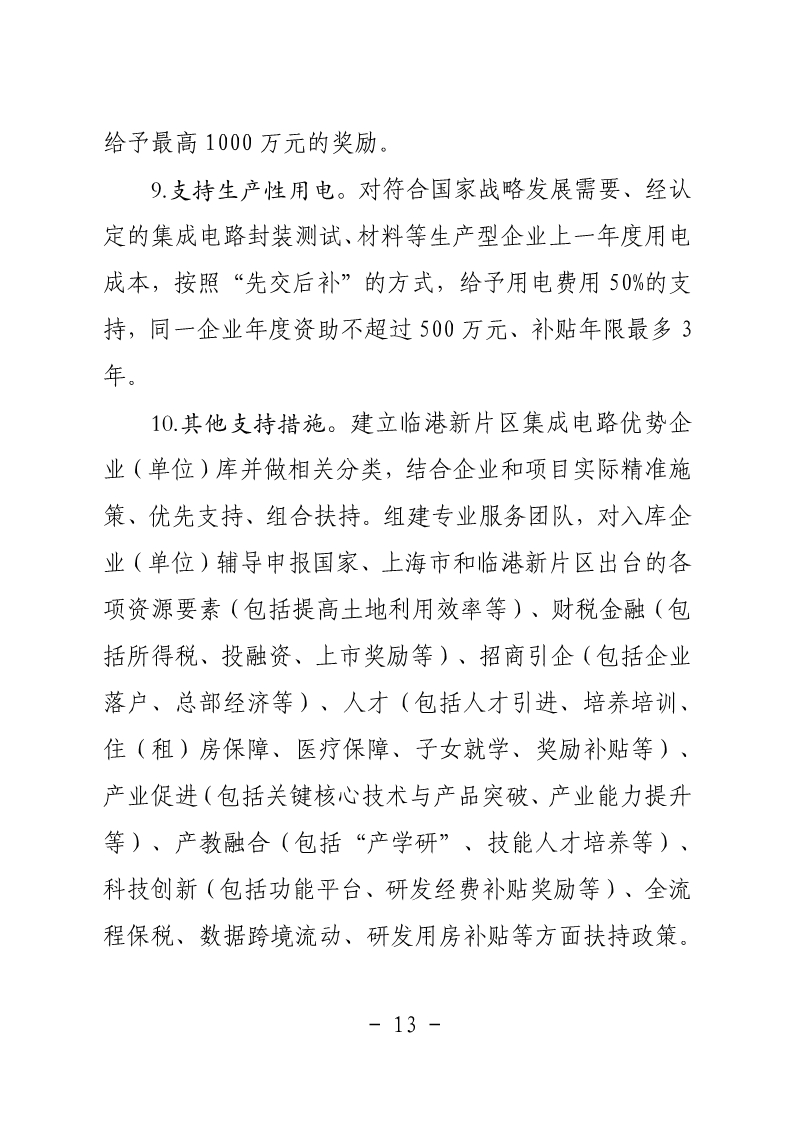 给予最高 1000 万元的奖励。
9.支持生产性用电。对符合国家战略发展需要、经认
定的集成电路封装测试、材料等生产型企业上一年度用电
成本，按照“先交后补”的方式，给予用电费用 50%的支
持，同一企业年度资助不超过 500 万元、补贴年限最多 3
年。
10.其他支持措施。建立临港新片区集成电路优势企
业（单位）库并做相关分类，结合企业和项目实际精准施
策、优先支持、组合扶持。组建专业服务团队，对入库企
业（单位）辅导申报国家、上海市和临港新片区出台的各
项资源要素（包括提高土地利用效率等）、财税金融（包
括所得税、投融资、上市奖励等）、招商引企（包括企业
落户、总部经济等）、人才（包括人才引进、培养培训、
住（租）房保障、医疗保障、子女就学、奖励补贴等）、
产业促进（包括关键核心技术与产品突破、产业能力提升
等）、产教融合（包括“产学研”、技能人才培养等）、
科技创新（包括功能平台、研发经费补贴奖励等）、全流
程保税、数据跨境流动、研发用房补贴等方面扶持政策。
- 13 -